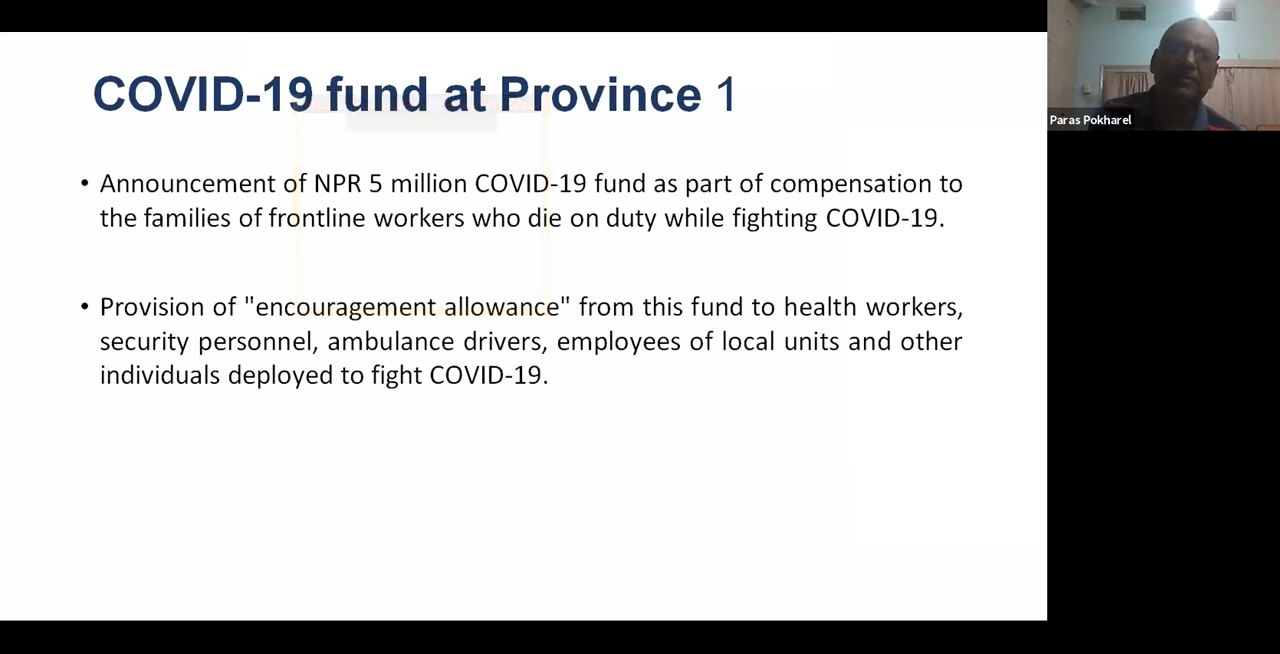 COVID-19 fund at Province 1
• Announcement of NPR 5 million COVID-19 fund as part of compensation to
the families of frontline workers who die on duty while fighting COVID-19.
• Provision of "encouragement allowance" from this fund to health workers,
security personnel, ambulance drivers, employees of local units and other
individuals deployed to fight COVID-19.
Paras Pokharel